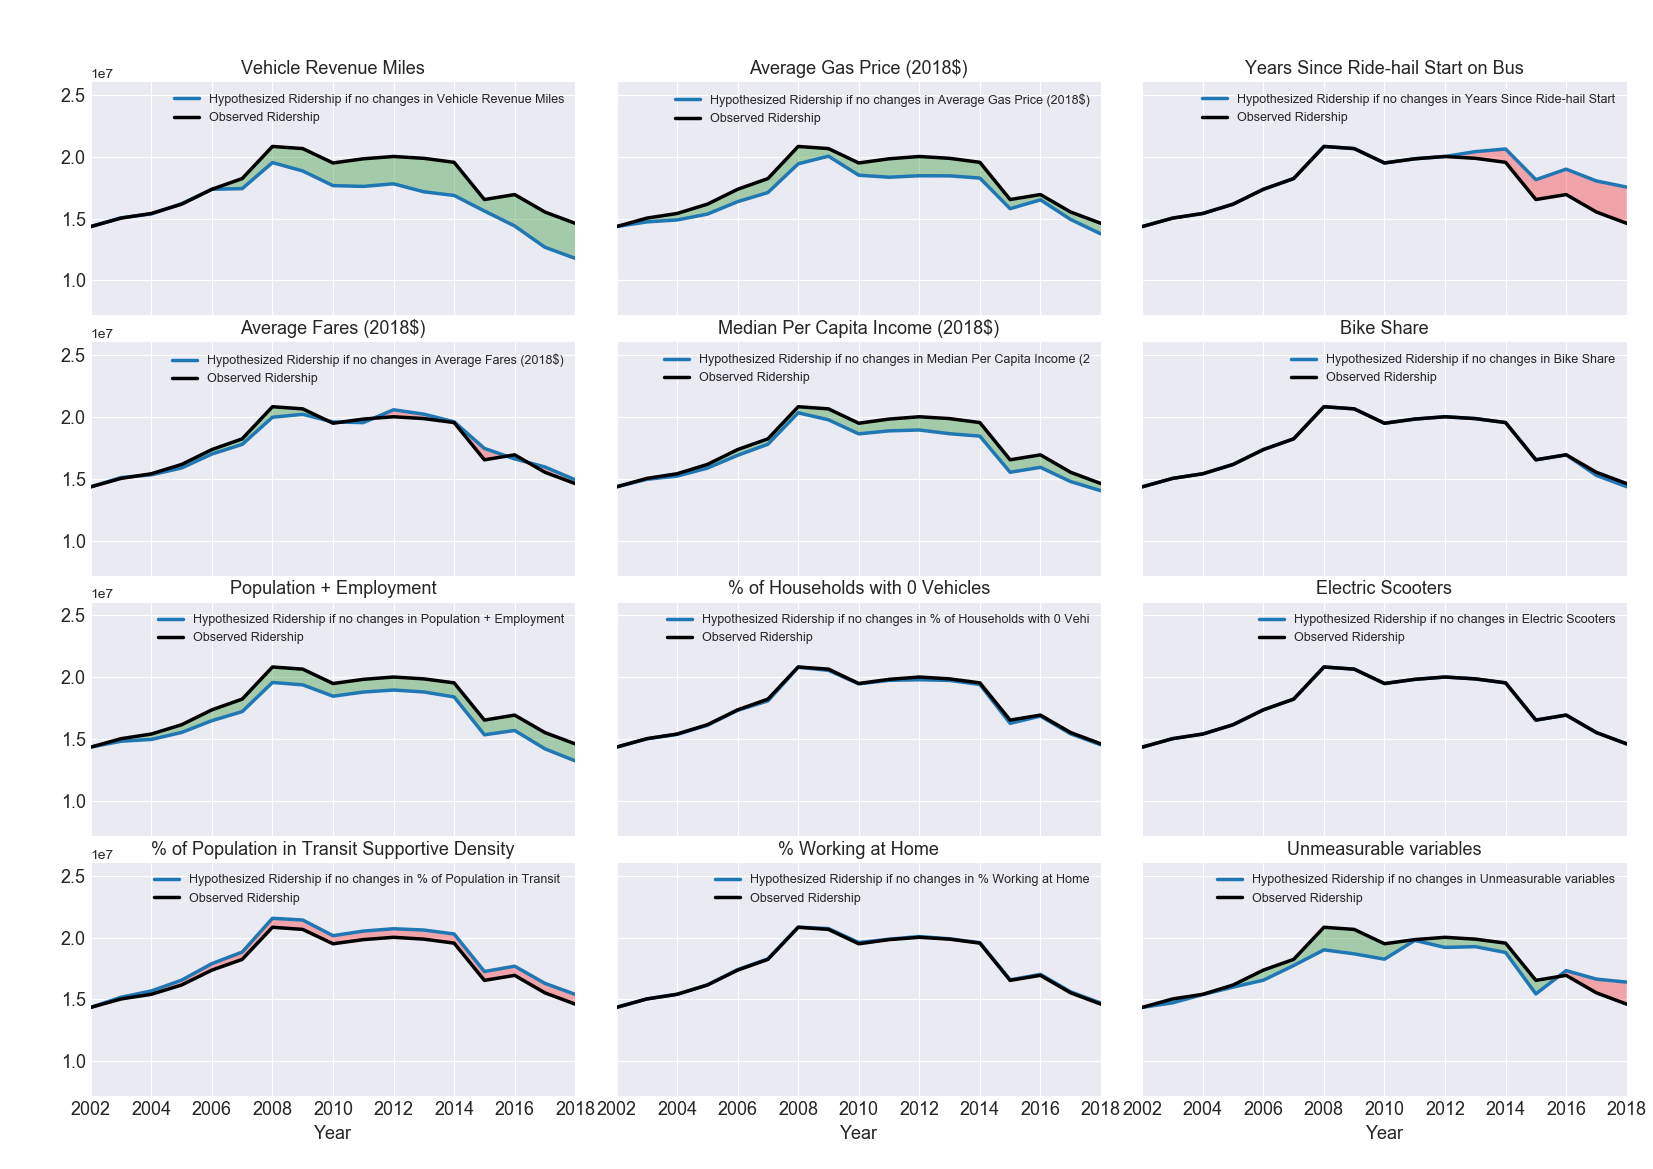 Vehicle Revenue Miles
1e7
2.5
2.0
1.5
1.0
Hypothesized Ridership if no changes in Vehicle Revenue Miles
Observed Ridership
Average Gas Price (2018$)
Hypothesized Ridership if no changes in Average Gas Price (2018$)
Observed Ridership
Years Since Ride-hail Start on Bus
Hypothesized Ridership if no changes in Years Since Ride-hail Start
Observed Ridership
Average Fares (2018$)
1e7
2.5
2.0
1.5
1.0
Hypothesized Ridership if no changes in Average Fares (2018$)
Observed Ridership
Median Per Capita Income (2018$)
Hypothesized Ridership if no changes in Median Per Capita Income (2
Observed Ridership
Bike Share
Hypothesized Ridership if no changes in Bike Share
Observed Ridership
Population + Employment
1e7
2.5
2.0
1.5
1.0
Hypothesized Ridership if no changes in Population + Employment
Observed Ridership
% of Households with 0 Vehicles
Hypothesized Ridership if no changes in % of Households with 0 Vehi
Observed Ridership
Electric Scooters
Hypothesized Ridership if no changes in Electric Scooters
Observed Ridership
% of Population in Transit Supportive Density
1e7
2.5
2.0
1.5
1.0
Hypothesized Ridership if no changes in % of Population in Transit
Observed Ridership
2002 2004 2006 2008 2010 2012 2014 2016 2018
Year
% Working at Home
Hypothesized Ridership if no changes in % Working at Home
Observed Ridership
2002 2004 2006 2008 2010 2012 2014 2016 2018
Year
Unmeasurable variables
Hypothesized Ridership if no changes in Unmeasurable variables
Observed Ridership
2002 2004 2006 2008 2010 2012 2014 2016 2018
Year